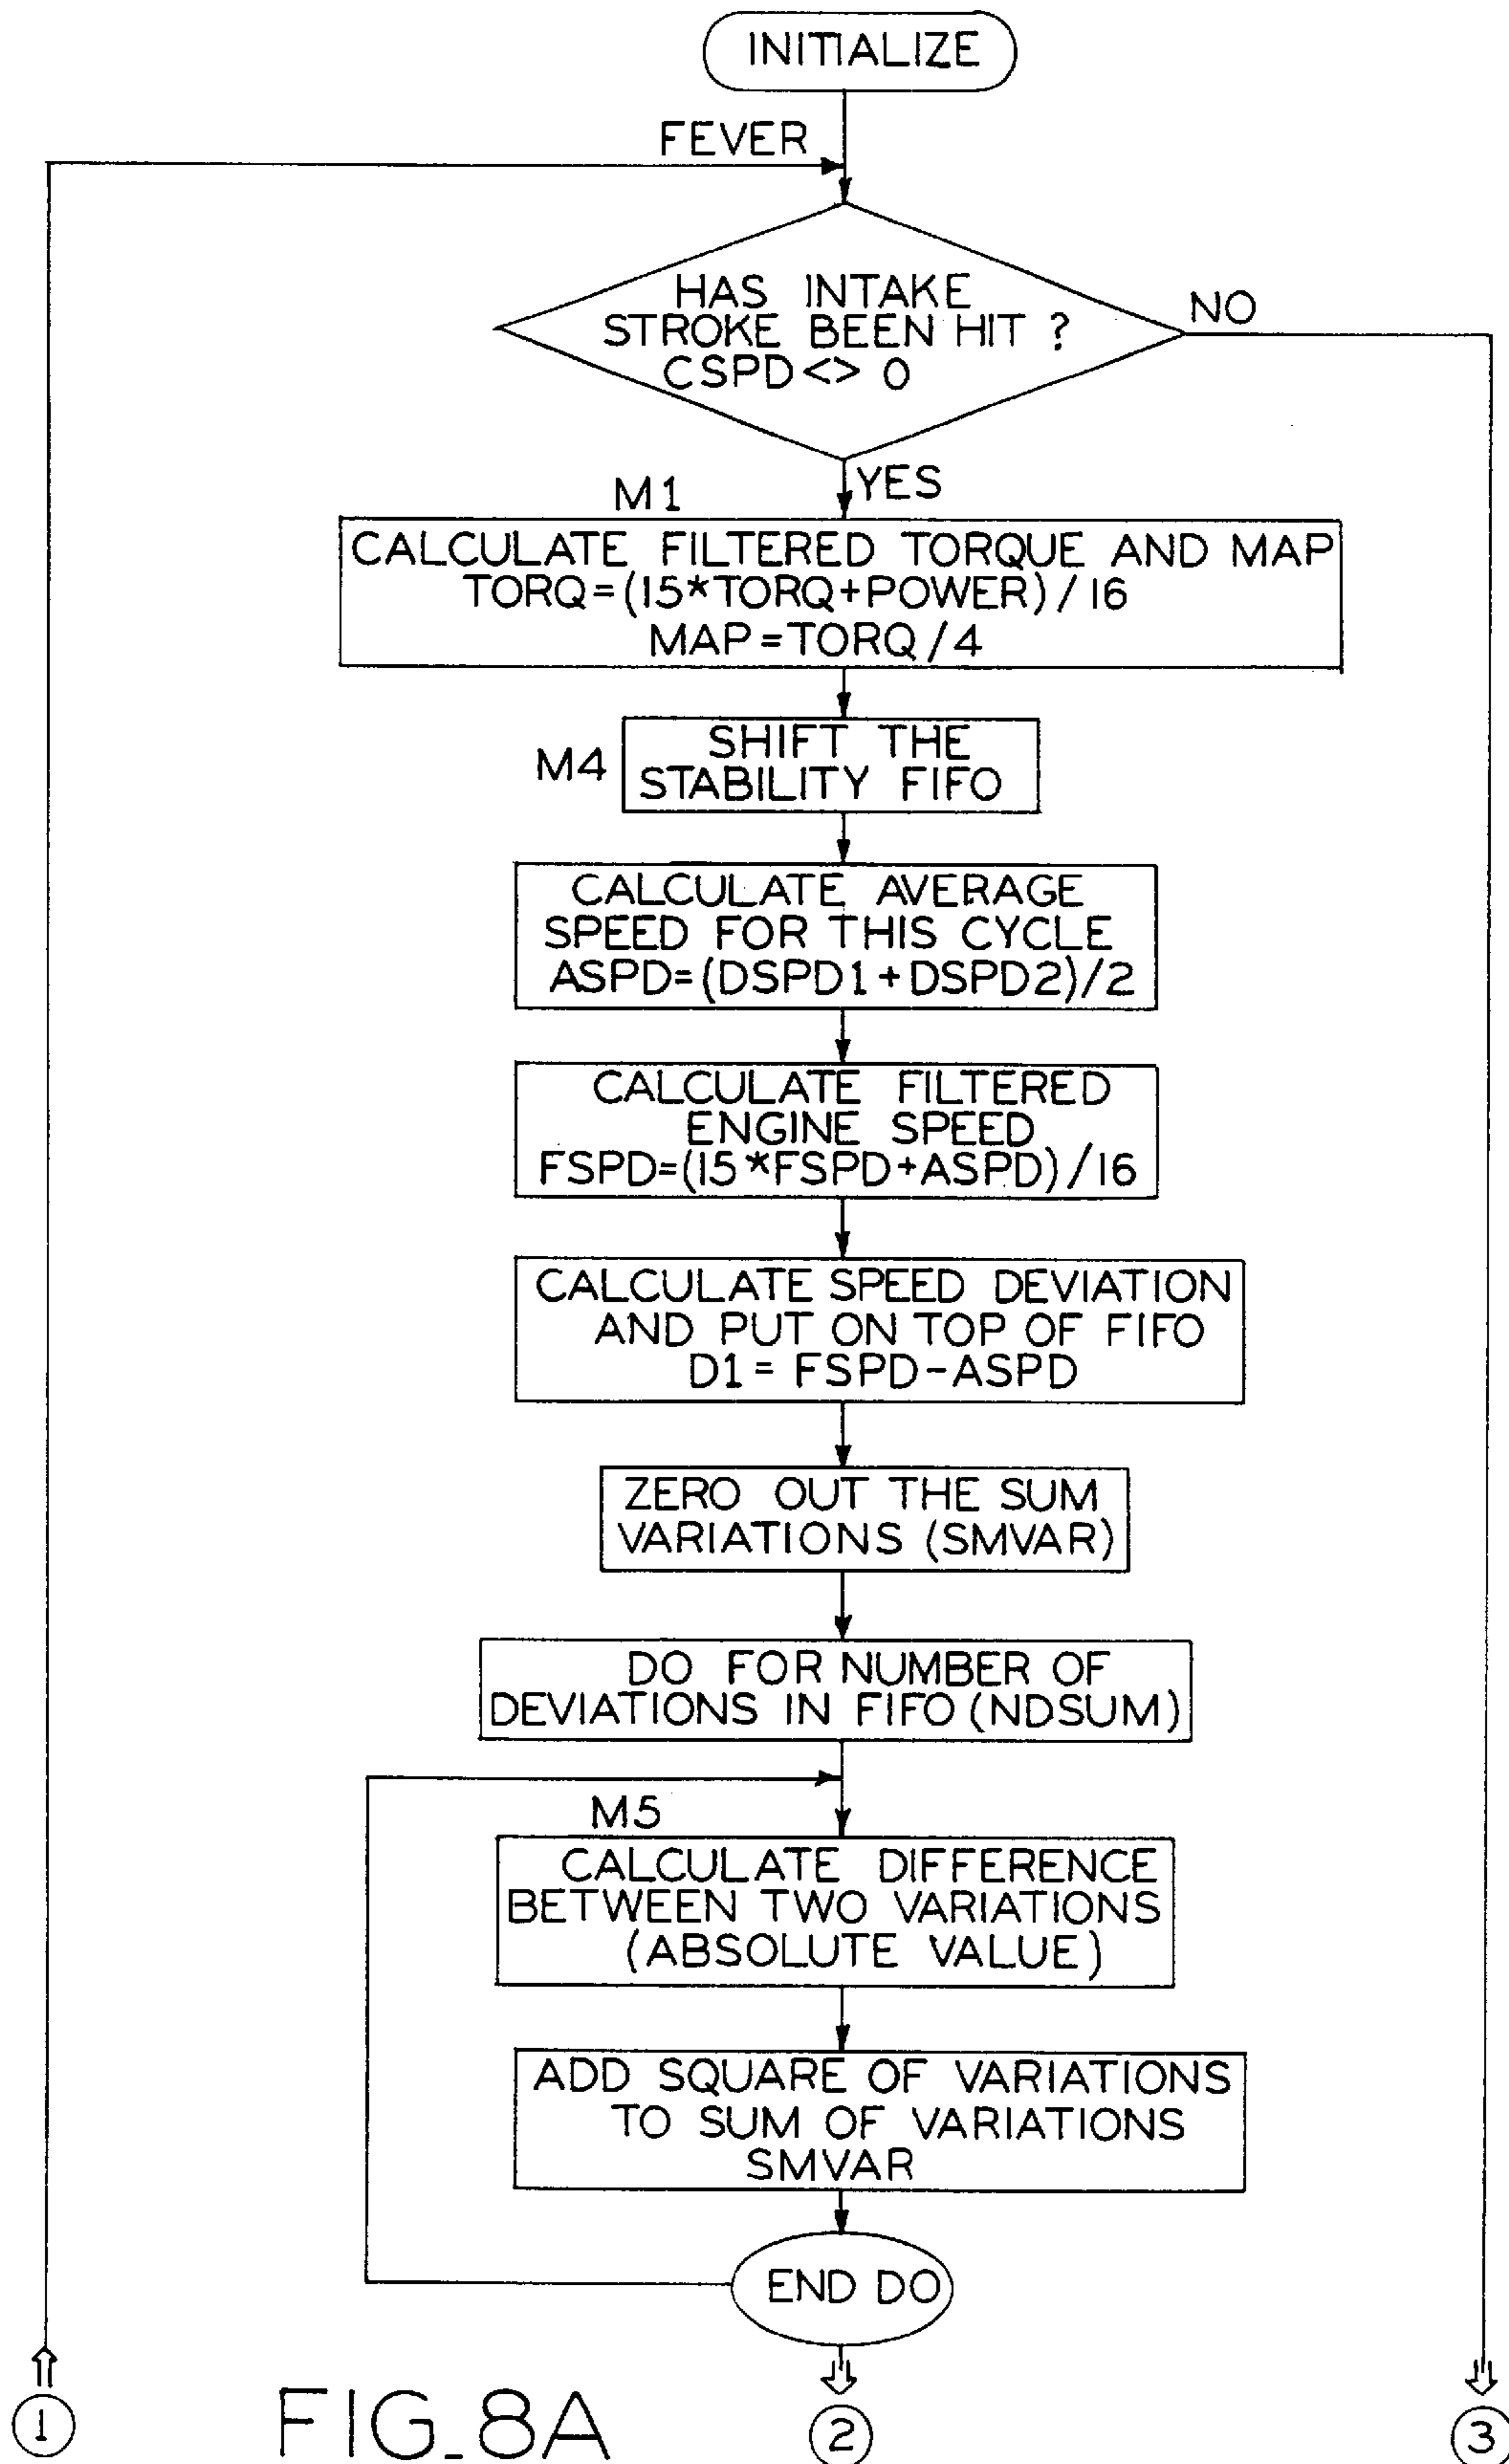 INITIALIZE
FEVER
HAS INTAKE
STROKE BEEN HIT ?
CSPD <> 0
NO
YES
M1
CALCULATE FILTERED TORQUE AND MAP
TORQ=(15*TORQ+POWER)/16
MAP=TORQ/4
M4
SHIFT THE
STABILITY FIFO
CALCULATE AVERAGE
SPEED FOR THIS CYCLE
ASPD=(DSPD1+DSPD2)/2
CALCULATE FILTERED
ENGINE SPEED
FSPD=(15*FSPD+ASPD)/16
CALCULATE SPEED DEVIATION
AND PUT ON TOP OF FIFO
D1= FSPD-ASPD
ZERO OUT THE SUM
VARIATIONS (SMVAR)
DO FOR NUMBER OF
DEVIATIONS IN FIFO (NDSUM)
M5
CALCULATE DIFFERENCE
BETWEEN TWO VARIATIONS
(ABSOLUTE VALUE)
ADD SQUARE OF VARIATIONS
TO SUM OF VARIATIONS
SMVAR
END DO
1
FIG_8A
2
3